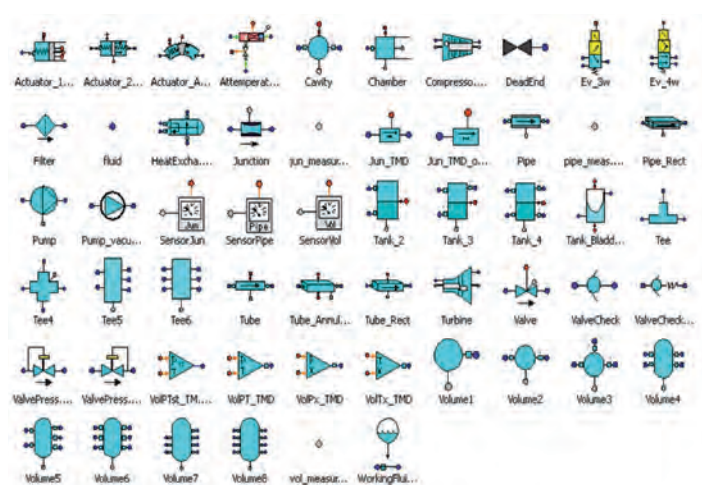 Actuator_1... Actuator_2... Actuator_A... Attemperat... Cavity Chamber Compresso.... DeadEnd Ev_3w Ev_4w
Filter fluid HeatExcha.... Junction jun_measur... Jun_TMD Jun_TMD_o... Pipe pipe_meas.... Pipe_Rect
Jun Pipe Vol
Pump Pump_vacu... SensorJun SensorPipe SensorVol Tank_2 Tank_3 Tank_4 Tank_Bladd... Tee
Tee4 Tee5 Tee6 Tube Tube_Annul... Tube_Rect Turbine Valve ValveCheck ValveCheck...
ValvePress.... ValvePress.... VolPTst_TM.... VolPT_TMD VolPx_TMD VolTx_TMD Volume1 Volume2 Volume3 Volume4
Volume5 Volume6 Volume7 Volume8 vol_measur... WorkingFlui...